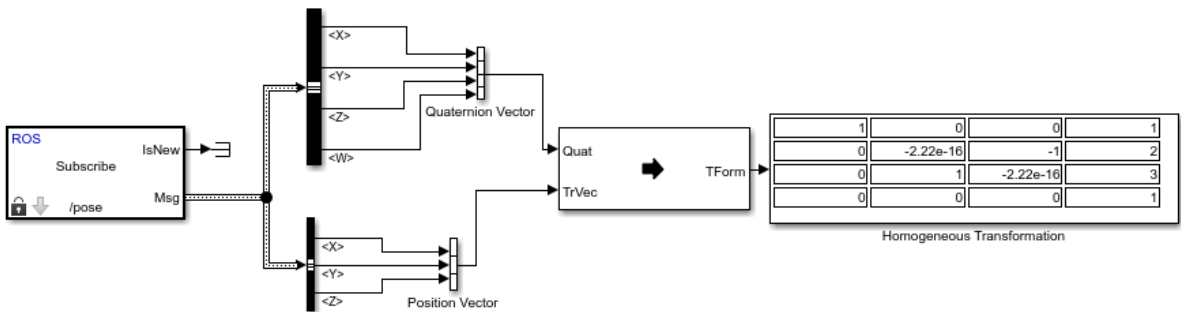 ROS
Subscribe
IsNew
Msg
/pose
<X>
<Y>
<Z>
<W>
Quaternion Vector
<X>
<Y>
<Z>
Position Vector
Quat
TrVec
TForm
1 0 0 1
0 -2.22e-16 -1 2
0 1 -2.22e-16 3
0 0 0 1
Homogeneous Transformation